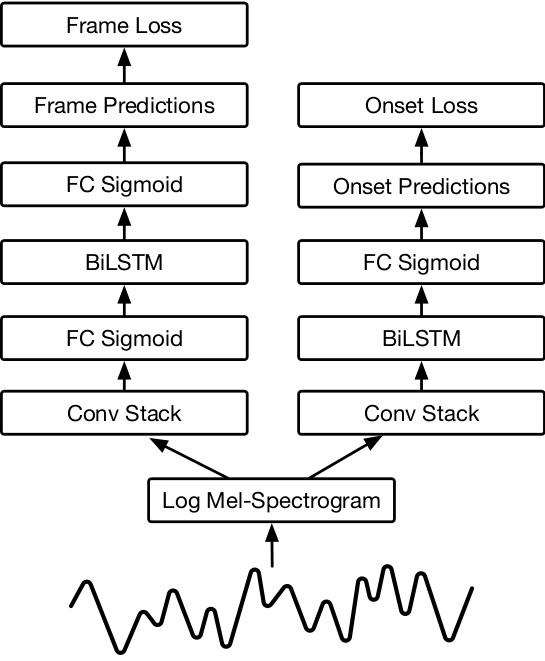 Frame Loss
Frame Predictions
FC Sigmoid
BiLSTM
FC Sigmoid
Conv Stack
Onset Loss
Onset Predictions
FC Sigmoid
BiLSTM
Conv Stack
Log Mel-Spectrogram